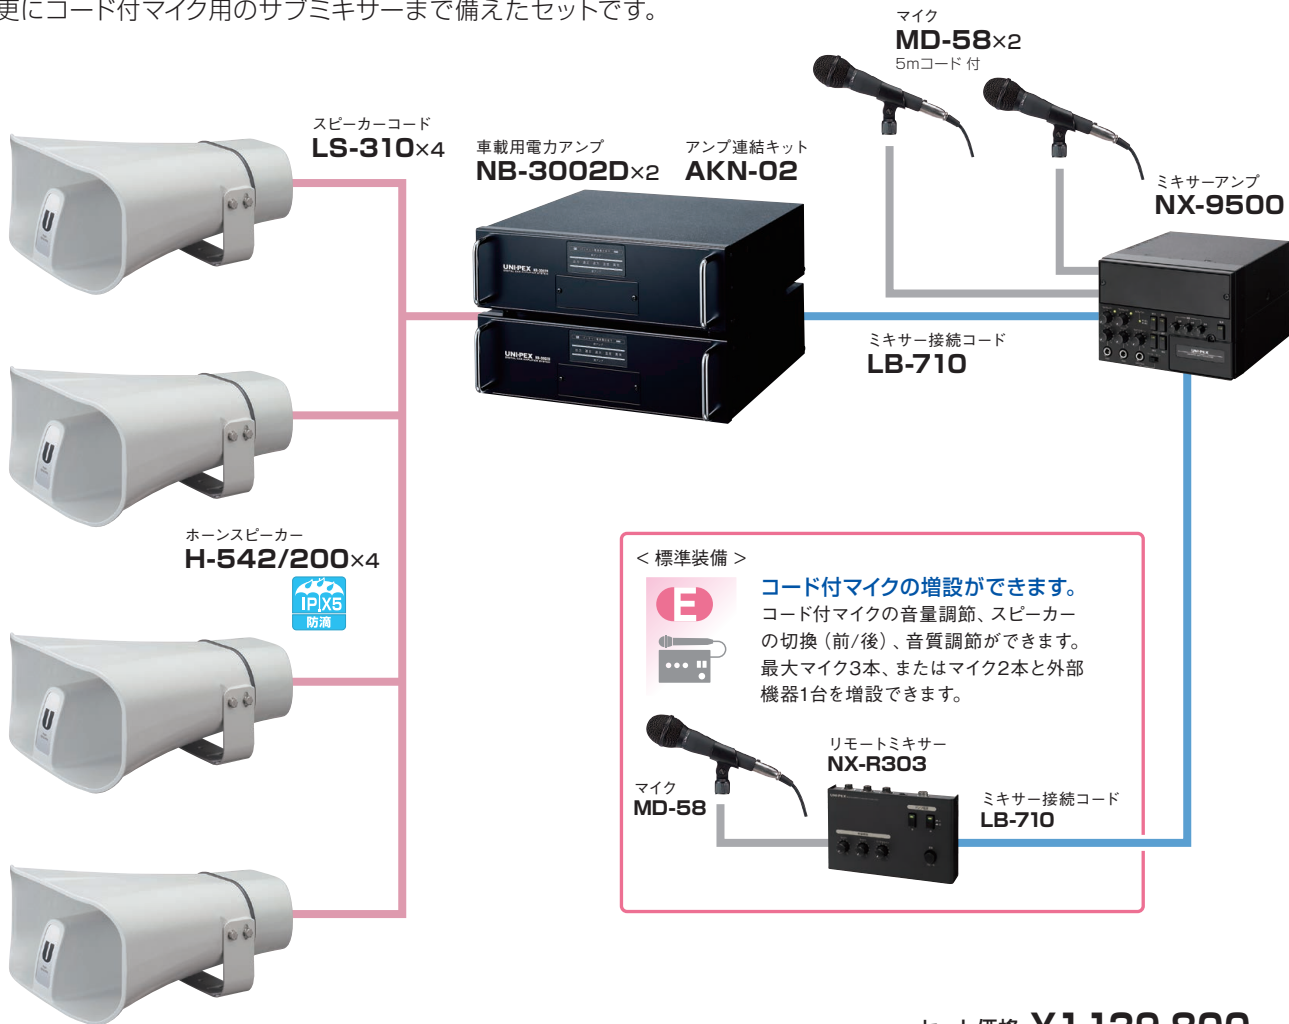 更にコード付マイク用のサブミキサーまで備えたセットです。
マイク
MD-58×2
5mコード 付
スピーカーコード
LS-310×4
車載用電力アンプ
NB-3002D×2
アンプ連結キット
AKN-02
ミキサーアンプ
NX-9500
UNI-PEX
UNI-PEX
ミキサー接続コード
LB-710
ホーンスピーカー
H-542/200×4
IPX5
防滴
< 標準装備 >
E
コード付マイクの増設ができます。
コード付マイクの音量調節、スピーカー
の切換（前/後）、音質調節ができます。
最大マイク3本、またはマイク2本と外部
機器1台を増設できます。
マイク
MD-58
リモートミキサー
NX-R303
ミキサー接続コード
LB-710